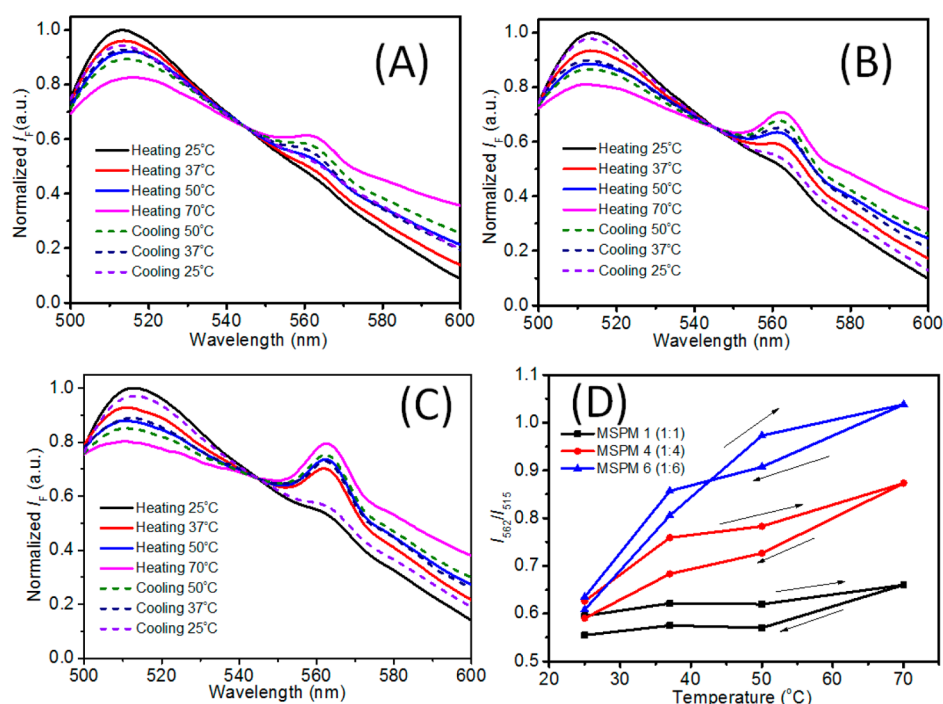 (A)
Normalized I_F (a.u.)
1.0
0.8
0.6
0.4
0.2
0.0
Heating 25°C
Heating 37°C
Heating 50°C
Heating 70°C
Cooling 50°C
Cooling 37°C
Cooling 25°C
500 520 540 560 580 600
Wavelength (nm)
(B)
Normalized I_F (a.u.)
1.0
0.8
0.6
0.4
0.2
0.0
Heating 25°C
Heating 37°C
Heating 50°C
Heating 70°C
Cooling 50°C
Cooling 37°C
Cooling 25°C
500 520 540 560 580 600
Wavelength (nm)
(C)
Normalized I_F (a.u.)
1.0
0.8
0.6
0.4
0.2
0.0
Heating 25°C
Heating 37°C
Heating 50°C
Heating 70°C
Cooling 50°C
Cooling 37°C
Cooling 25°C
500 520 540 560 580 600
Wavelength (nm)
(D)
I_562/I_515
1.1
1.0
0.9
0.8
0.7
0.6
0.5
MSPM 1 (1:1)
MSPM 4 (1:4)
MSPM 6 (1:6)
20 30 40 50 60 70
Temperature (°C)